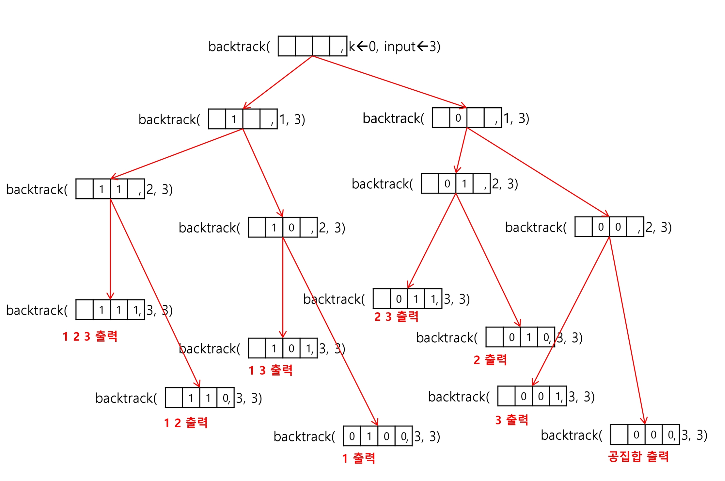 backtrack( , k←0, input←3)
backtrack( 1 , 1, 3)
backtrack( 0 , 1, 3)
backtrack( 1 1 , 2, 3)
backtrack( 0 1 , 2, 3)
backtrack( 1 0 , 2, 3)
backtrack( 0 0 , 2, 3)
backtrack( 1 1 1, 3, 3)
1 2 3 출력
backtrack( 0 1 1, 3, 3)
2 3 출력
backtrack( 1 0 1, 3, 3)
1 3 출력
backtrack( 0 1 0, 3, 3)
2 출력
backtrack( 1 1 0, 3, 3)
1 2 출력
backtrack( 0 0 1, 3, 3)
3 출력
backtrack( 0 1 0 0, 3, 3)
1 출력
backtrack( 0 0 0, 3, 3)
공집합 출력